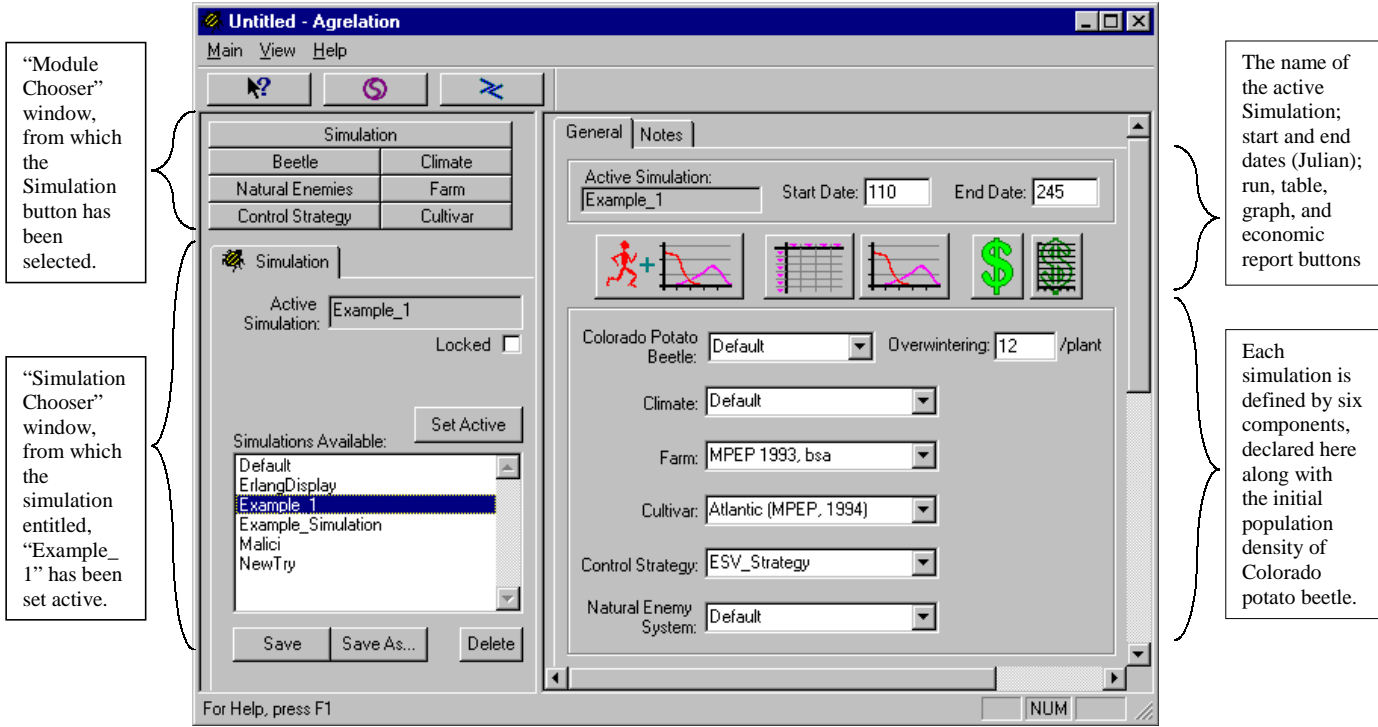 Untitled - Agrelation
Main View Help
“Module
Chooser”
window,
from which
the
Simulation
button has
been
selected.
“Simulation
Chooser”
window,
from which
the
simulation
entitled,
“Example_
1” has been
set active.
Simulation
Beetle Climate
Natural Enemies Farm
Control Strategy Cultivar
Simulation
Active
Simulation: Example_1
Locked
Set Active
Simulations Available:
Default
ErlangDisplay
Example_1
Example_Simulation
Malici
NewTry
Save Save As... Delete
General Notes
Active Simulation:
Example_1
Start Date: 110 End Date: 245
Colorado Potato
Beetle: Default Overwintering: 12 /plant
Climate: Default
Farm: MPEP 1993, bsa
Cultivar: Atlantic (MPEP, 1994)
Control Strategy: ESV_Strategy
Natural Enemy
System: Default
For Help, press F1 NUM
The name of
the active
Simulation;
start and end
dates (Julian);
run, table,
graph, and
economic
report buttons
Each
simulation is
defined by six
components,
declared here
along with
the initial
population
density of
Colorado
potato beetle.